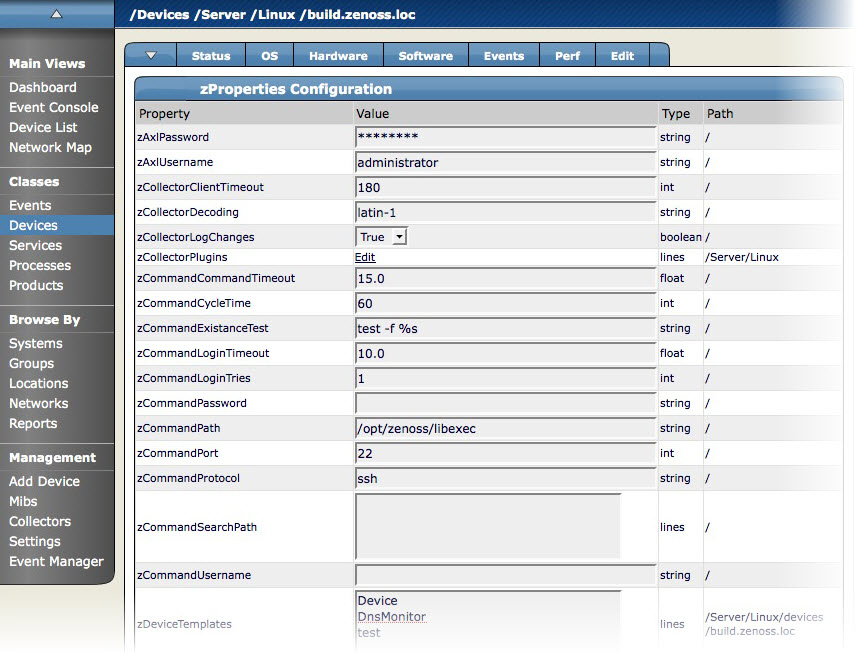 /Devices /Server /Linux /build.zenoss.loc
Main Views
Dashboard
Event Console
Device List
Network Map
Classes
Events
Devices
Services
Processes
Products
Browse By
Systems
Groups
Locations
Networks
Reports
Management
Add Device
Mibs
Collectors
Settings
Event Manager
Status OS Hardware Software Events Perf Edit
zProperties Configuration
Property Value Type Path
zAxlPassword ******** string /
zAxlUsername administrator string /
zCollectorClientTimeout 180 int /
zCollectorDecoding latin-1 string /
zCollectorLogChanges True boolean /
zCollectorPlugins Edit lines /Server/Linux
zCommandCommandTimeout 15.0 float /
zCommandCycleTime 60 int /
zCommandExistanceTest test -f %s string /
zCommandLoginTimeout 10.0 float /
zCommandLoginTries 1 int /
zCommandPassword string /
zCommandPath /opt/zenoss/libexec string /
zCommandPort 22 int /
zCommandProtocol ssh string /
zCommandSearchPath lines /
zCommandUsername string /
zDeviceTemplates Device
DnsMonitor
test
lines /Server/Linux/devices
/build.zenoss.loc